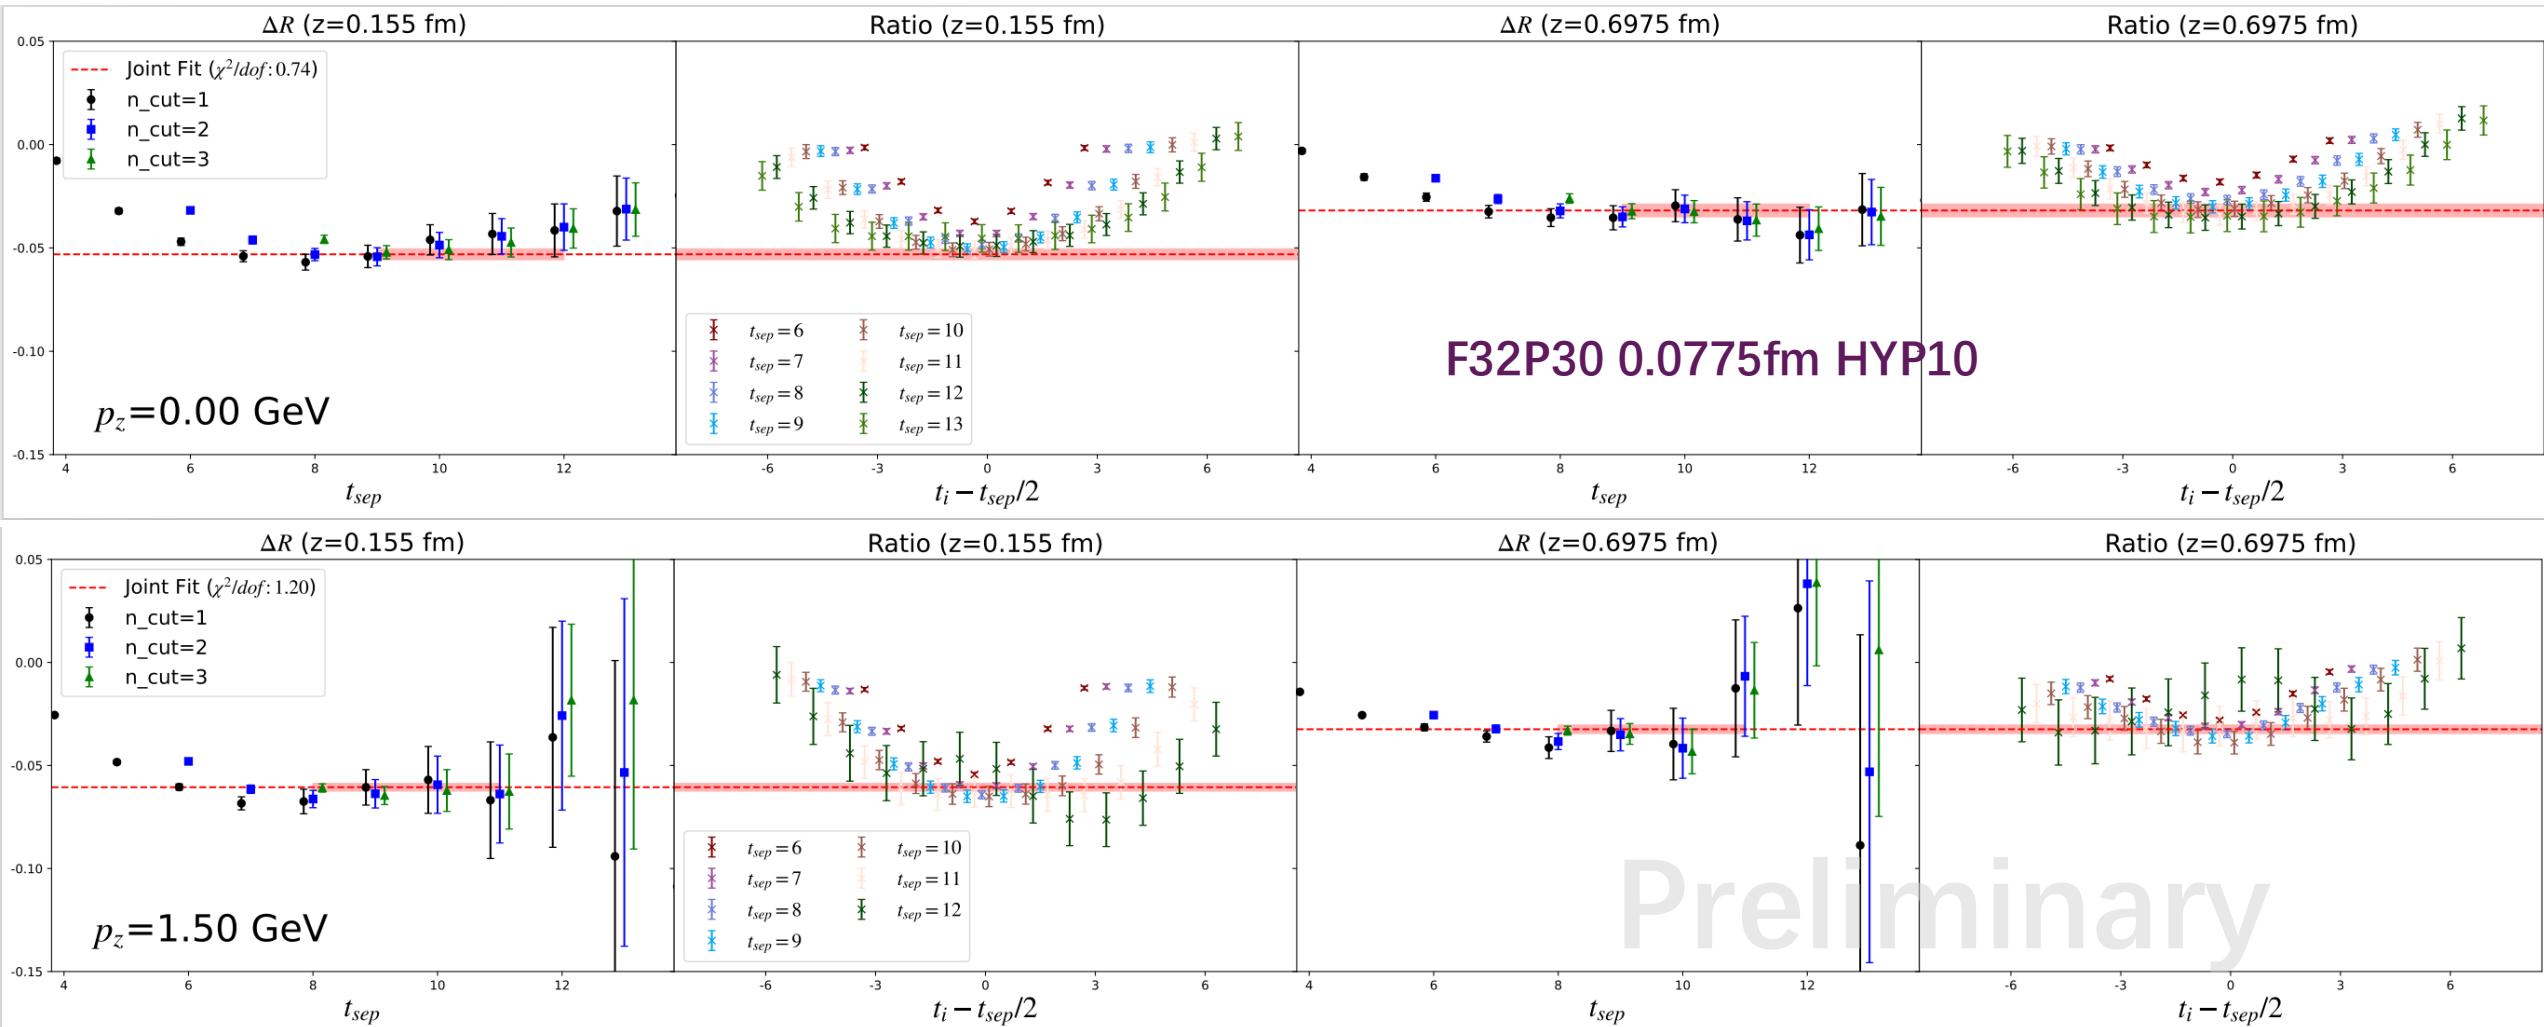 ΔR (z=0.155 fm)
Ratio (z=0.155 fm)
ΔR (z=0.6975 fm)
Ratio (z=0.6975 fm)
0.05
0.00
-0.05
-0.10
-0.15
Joint Fit (χ²/dof: 0.74)
n_cut=1
n_cut=2
n_cut=3
t_sep = 6
t_sep = 7
t_sep = 8
t_sep = 9
t_sep = 10
t_sep = 11
t_sep = 12
t_sep = 13
F32P30 0.0775fm HYP10
p_z=0.00 GeV
4 6 8 10 12
-6 -3 0 3 6
4 6 8 10 12
-6 -3 0 3 6
t_sep
t_i − t_sep/2
t_sep
t_i − t_sep/2
ΔR (z=0.155 fm)
Ratio (z=0.155 fm)
ΔR (z=0.6975 fm)
Ratio (z=0.6975 fm)
0.05
0.00
-0.05
-0.10
-0.15
Joint Fit (χ²/dof: 1.20)
n_cut=1
n_cut=2
n_cut=3
t_sep = 6
t_sep = 7
t_sep = 8
t_sep = 9
t_sep = 10
t_sep = 11
t_sep = 12
Preliminary
p_z=1.50 GeV
4 6 8 10 12
-6 -3 0 3 6
4 6 8 10 12
-6 -3 0 3 6
t_sep
t_i − t_sep/2
t_sep
t_i − t_sep/2